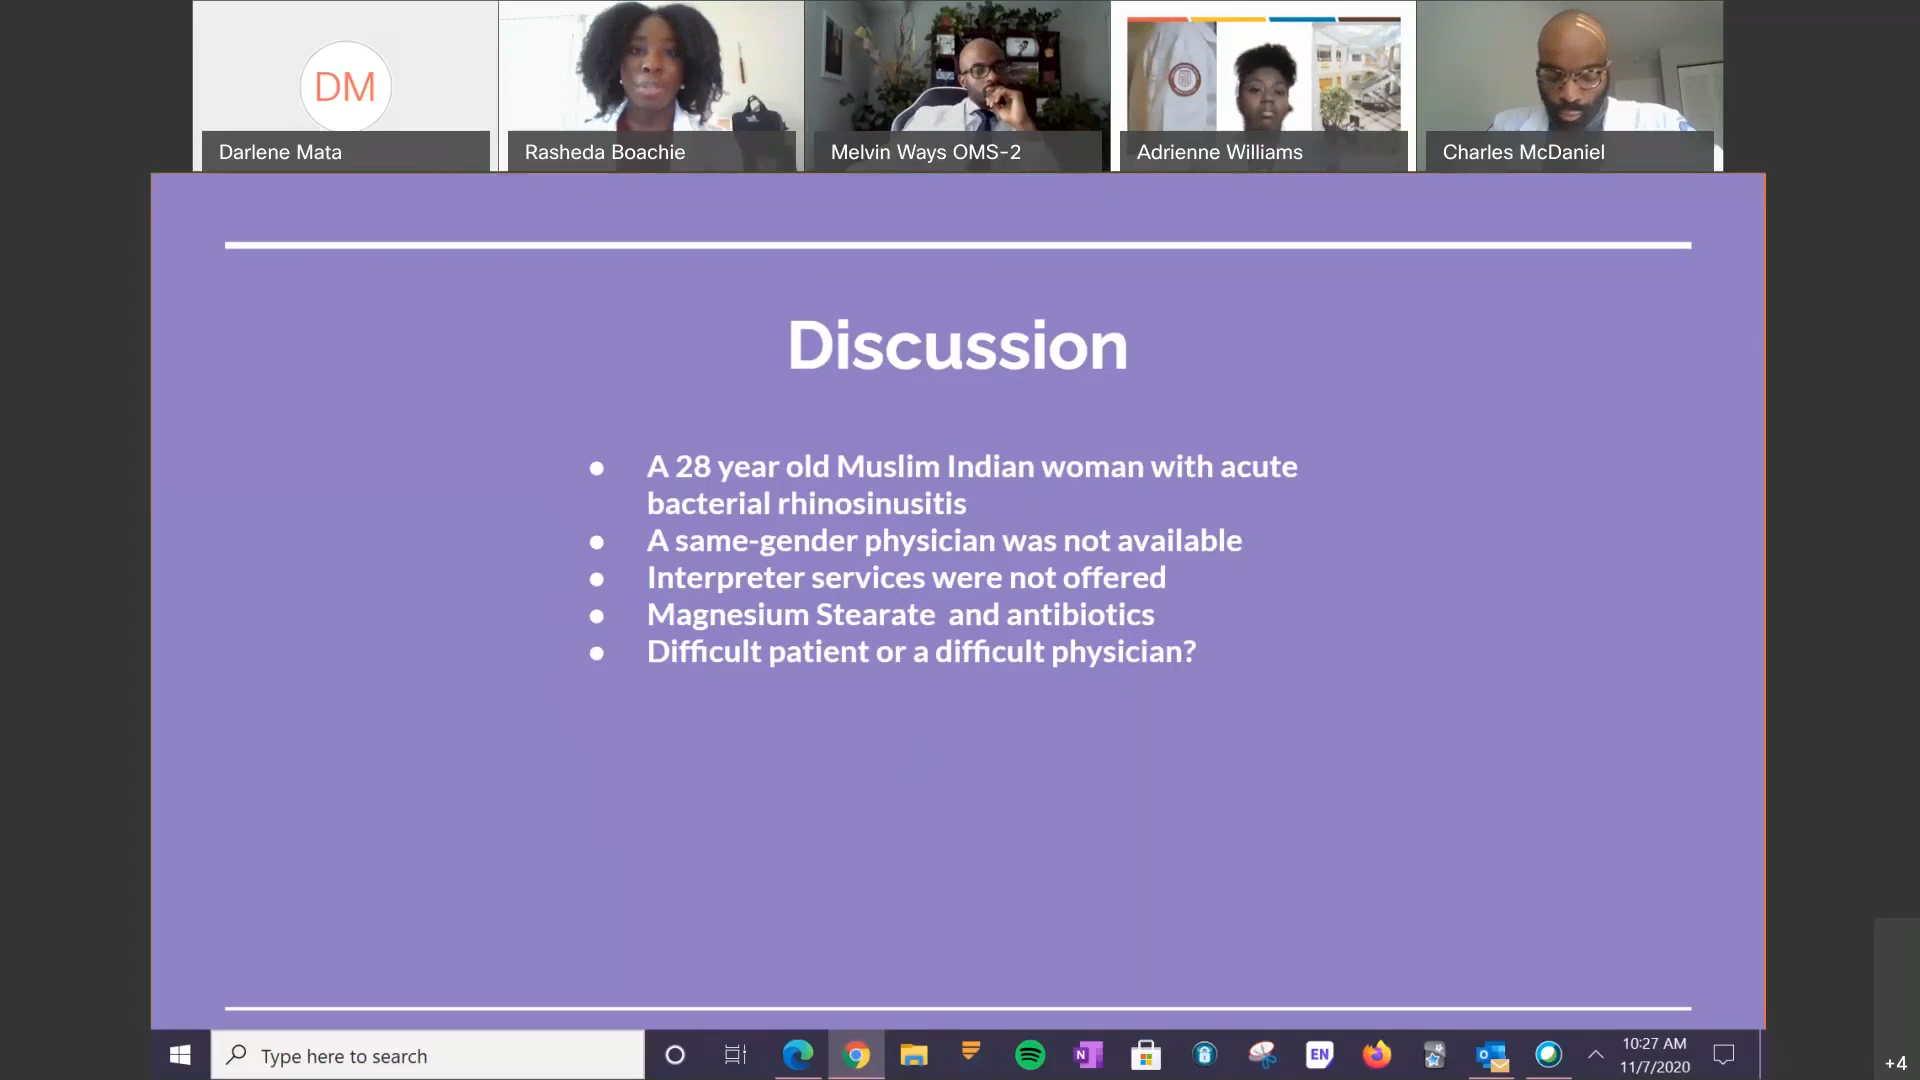 DM
Darlene Mata
Rasheda Boachie
Melvin Ways OMS-2
Adrienne Williams
Charles McDaniel
Discussion
● A 28 year old Muslim Indian woman with acute
bacterial rhinosinusitis
● A same-gender physician was not available
● Interpreter services were not offered
● Magnesium Stearate and antibiotics
● Difficult patient or a difficult physician?
Type here to search
N
EN
10:27 AM
11/7/2020
+4